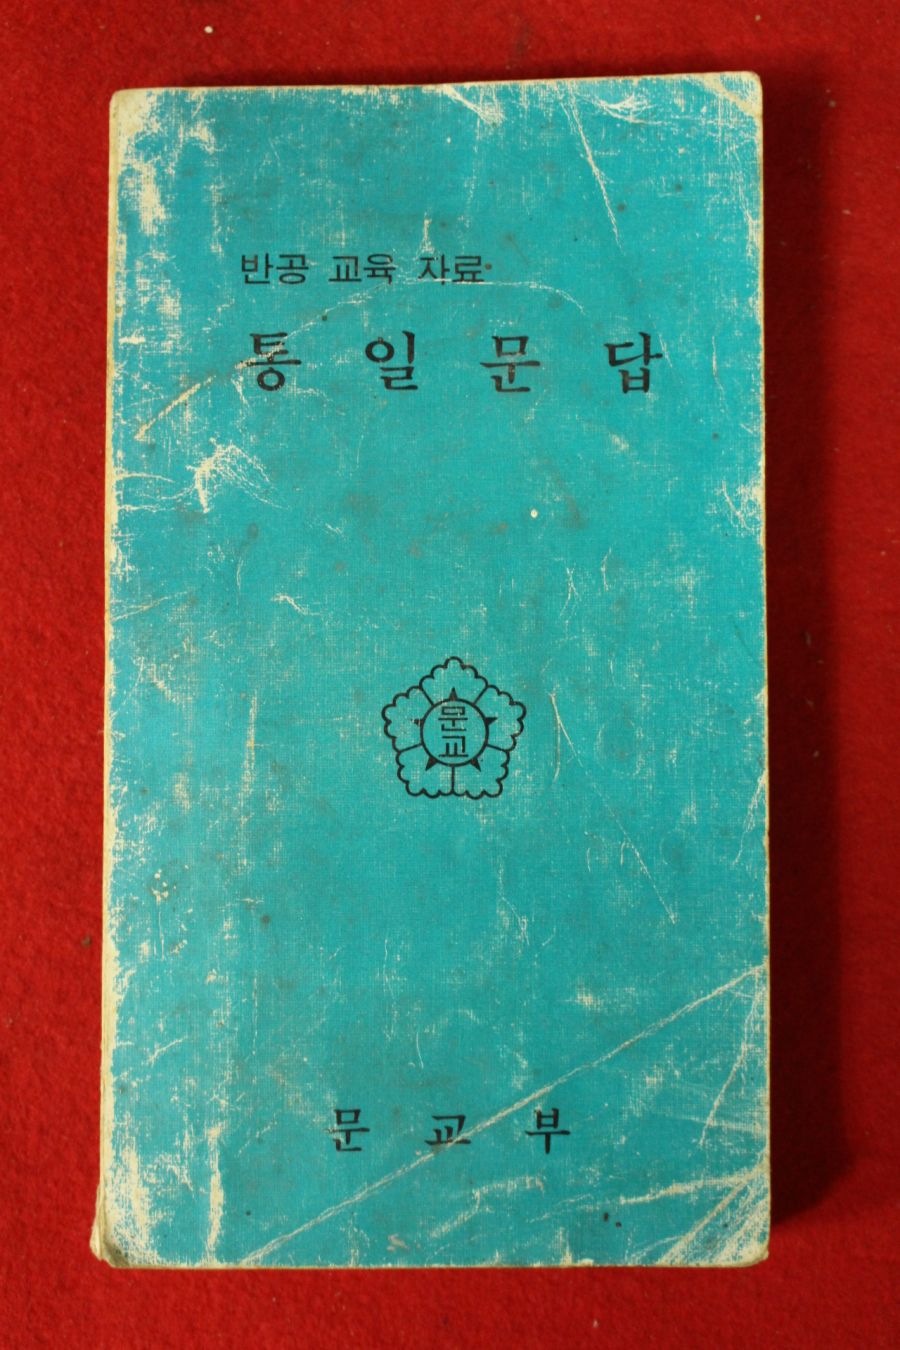 반공 교육 자료
통 일 문 답
문
교
문 교 부